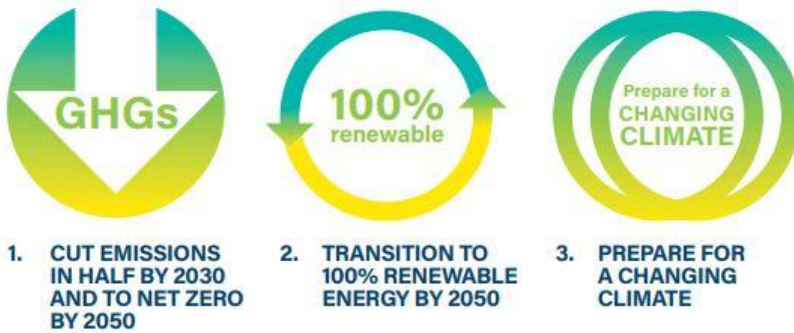 GHGs
100%
renewable
Prepare for a
CHANGING
CLIMATE
1. CUT EMISSIONS
IN HALF BY 2030
AND TO NET ZERO
BY 2050
2. TRANSITION TO
100% RENEWABLE
ENERGY BY 2050
3. PREPARE FOR
A CHANGING
CLIMATE